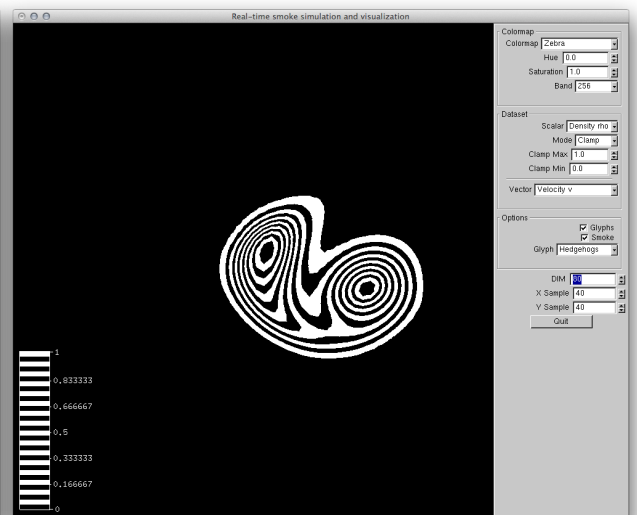 Real-time smoke simulation and visualization
Colormap
Colormap Zebra
Hue 0.0
Saturation 1.0
Band 256
Dataset
Scalar Density rho
Mode Clamp
Clamp Max 1.0
Clamp Min 0.0
Vector Velocity v
Options
Glyphs
Smoke
Glyph Hedgehogs
DIM
X Sample 40
Y Sample 40
Quit
1
0.833333
0.666667
0.5
0.333333
0.166667
0